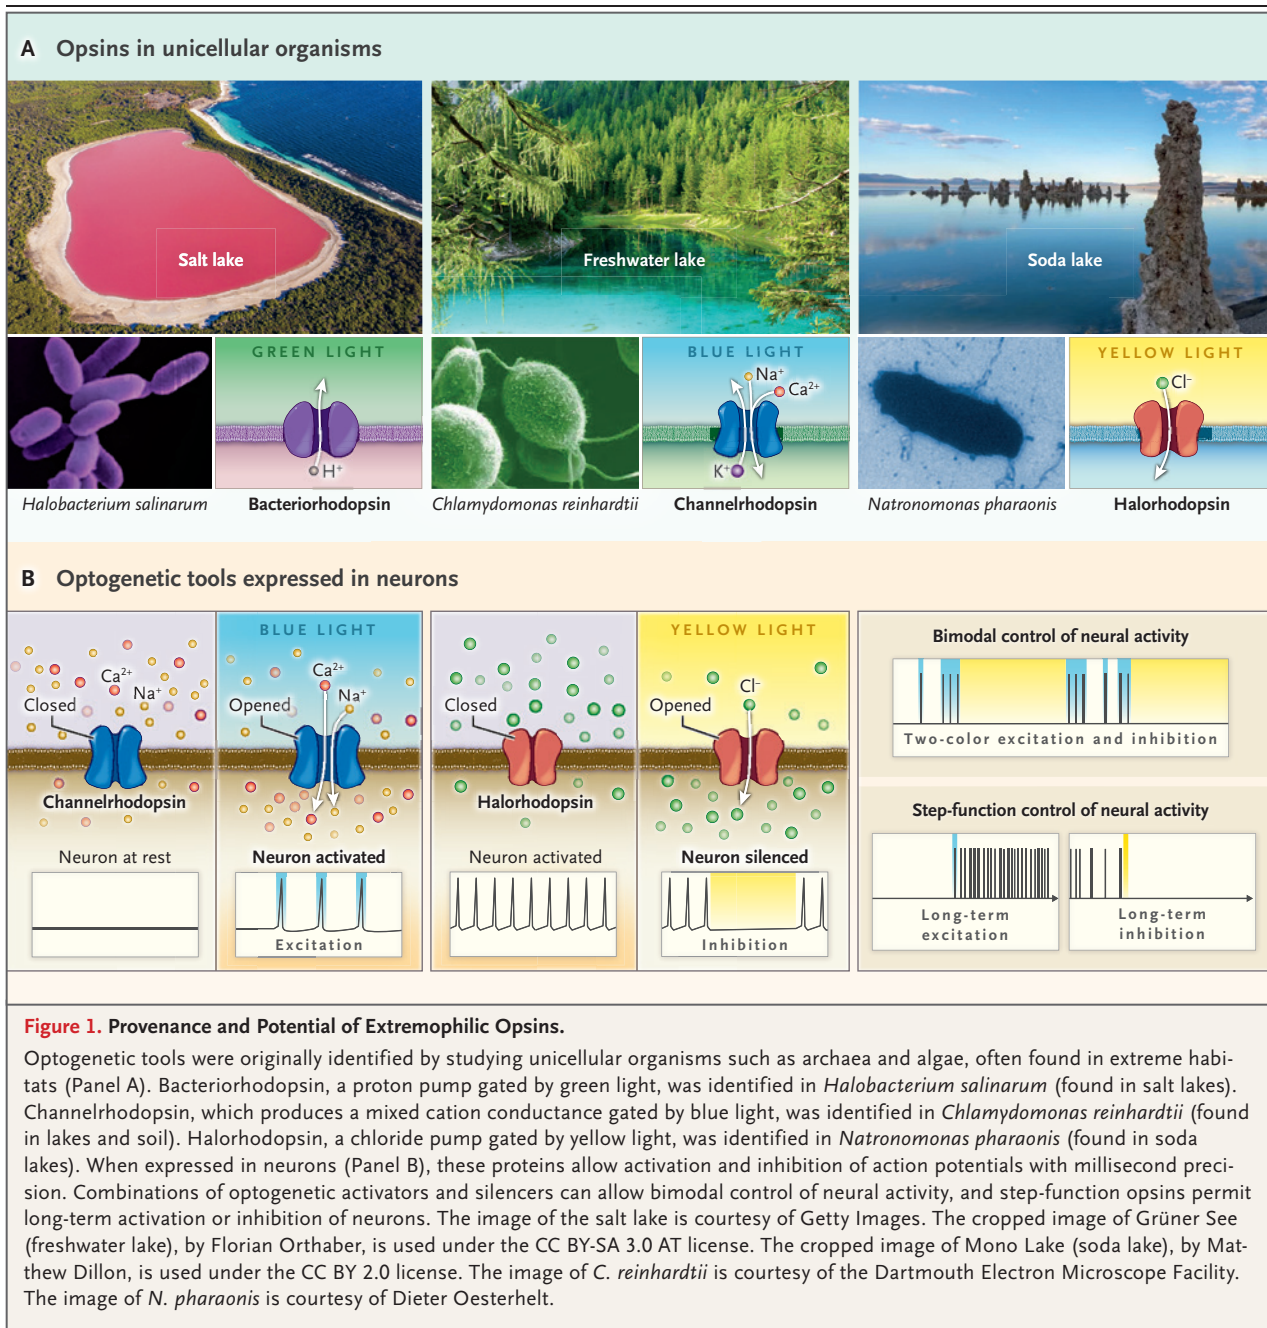 A Opsins in unicellular organisms
Salt lake
Freshwater lake
Soda lake
GREEN LIGHT
H⁺
BLUE LIGHT
Na⁺
Ca²⁺
K⁺
YELLOW LIGHT
Cl⁻
Halobacterium salinarum
Bacteriorhodopsin
Chlamydomonas reinhardtii
Channelrhodopsin
Natronomonas pharaonis
Halorhodopsin
B Optogenetic tools expressed in neurons
Ca²⁺
Na⁺
Closed
Channelrhodopsin
Neuron at rest
BLUE LIGHT
Ca²⁺
Na⁺
Opened
Neuron activated
Excitation
Closed
Halorhodopsin
Neuron activated
YELLOW LIGHT
Cl⁻
Opened
Neuron silenced
Inhibition
Bimodal control of neural activity
Two-color excitation and inhibition
Step-function control of neural activity
Long-term
excitation
Long-term
inhibition
Figure 1. Provenance and Potential of Extremophilic Opsins.
Optogenetic tools were originally identified by studying unicellular organisms such as archaea and algae, often found in extreme habi-
tats (Panel A). Bacteriorhodopsin, a proton pump gated by green light, was identified in Halobacterium salinarum (found in salt lakes).
Channelrhodopsin, which produces a mixed cation conductance gated by blue light, was identified in Chlamydomonas reinhardtii (found
in lakes and soil). Halorhodopsin, a chloride pump gated by yellow light, was identified in Natronomonas pharaonis (found in soda
lakes). When expressed in neurons (Panel B), these proteins allow activation and inhibition of action potentials with millisecond preci-
sion. Combinations of optogenetic activators and silencers can allow bimodal control of neural activity, and step-function opsins permit
long-term activation or inhibition of neurons. The image of the salt lake is courtesy of Getty Images. The cropped image of Grüner See
(freshwater lake), by Florian Orthaber, is used under the CC BY-SA 3.0 AT license. The cropped image of Mono Lake (soda lake), by Mat-
thew Dillon, is used under the CC BY 2.0 license. The image of C. reinhardtii is courtesy of the Dartmouth Electron Microscope Facility.
The image of N. pharaonis is courtesy of Dieter Oesterhelt.